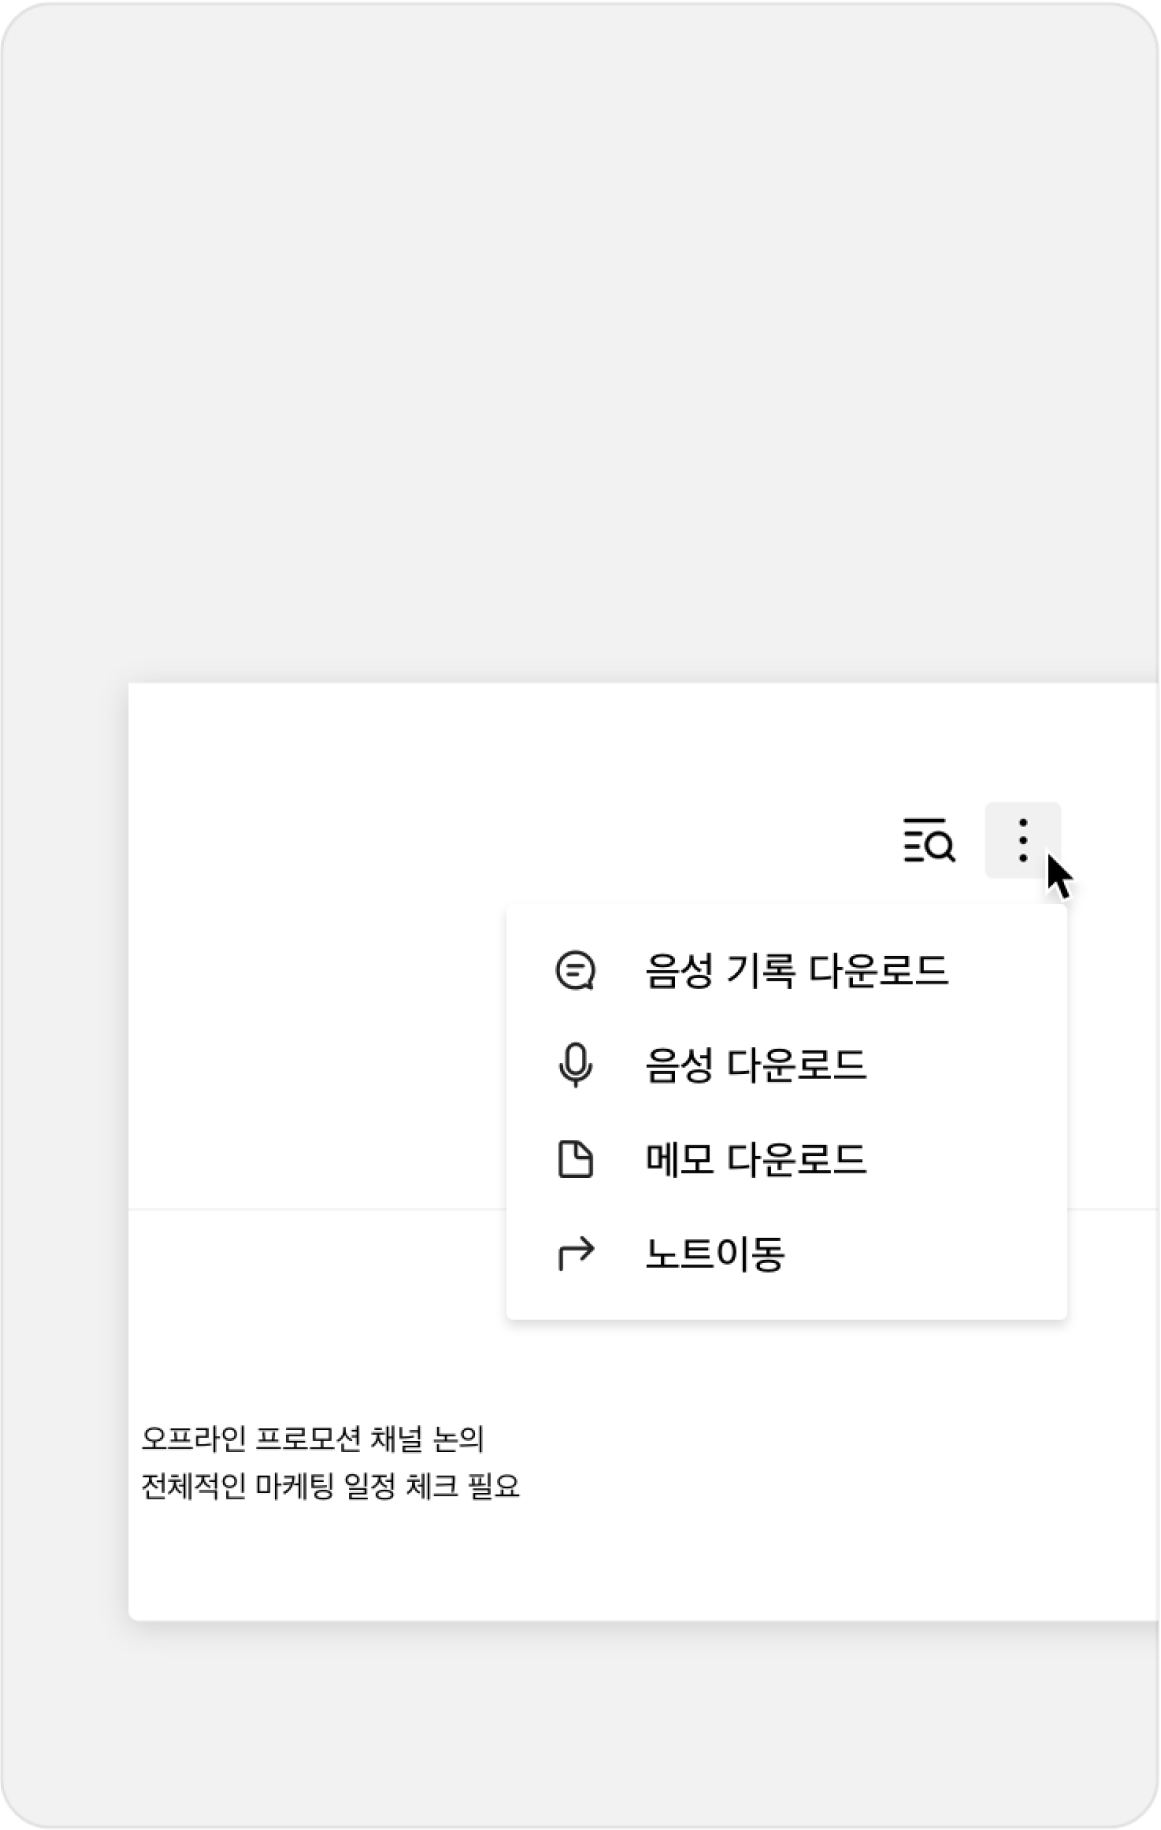 음성 기록 다운로드
음성 다운로드
메모 다운로드
노트이동
오프라인 프로모션 채널 논의
전체적인 마케팅 일정 체크 필요